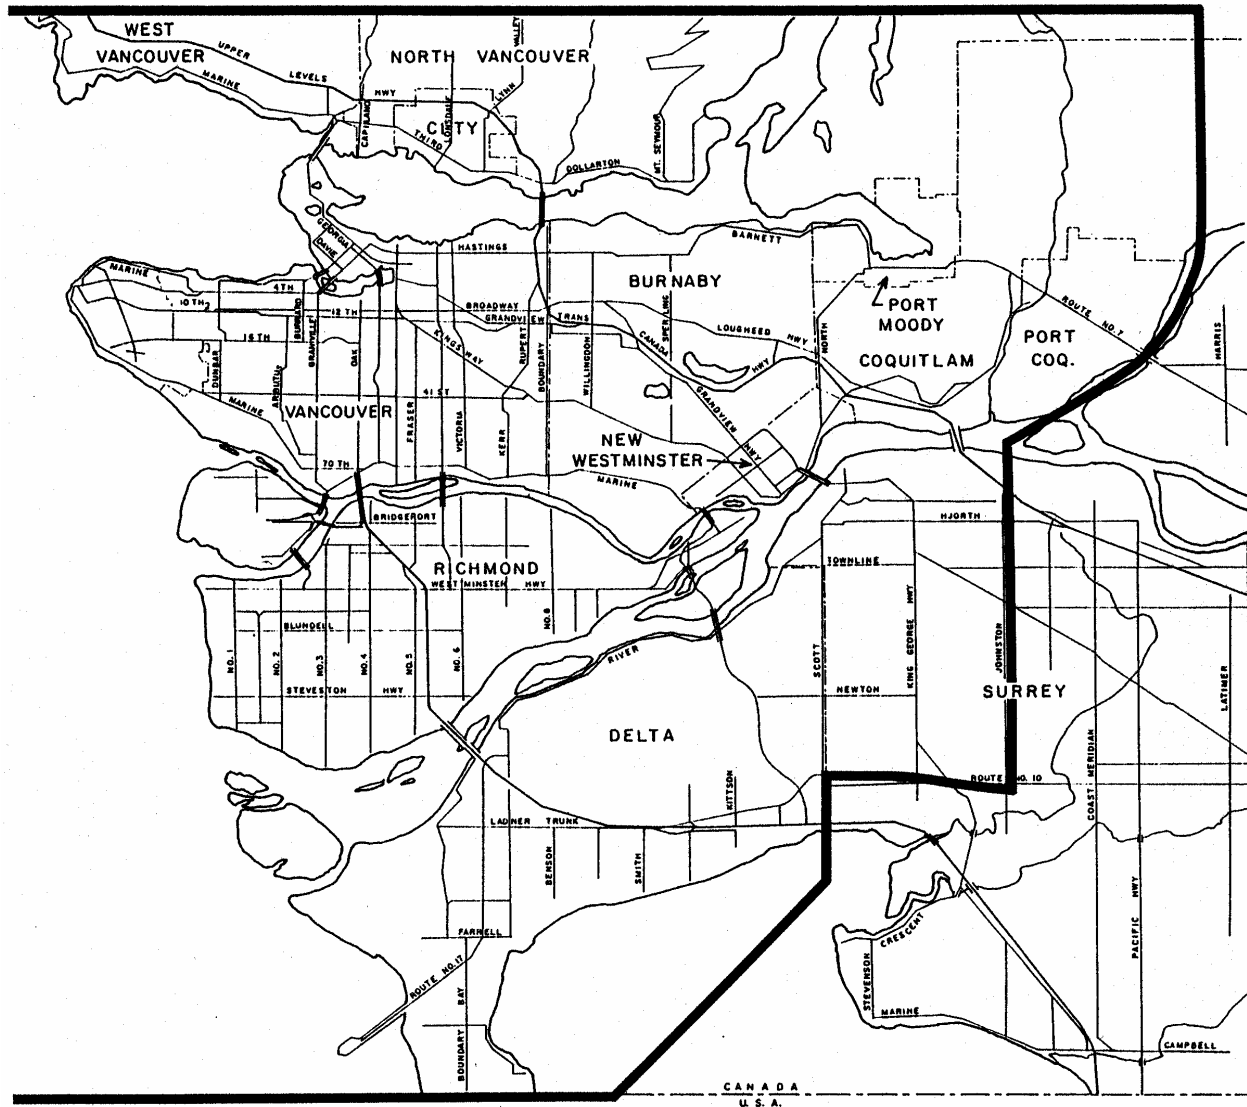 WEST
VANCOUVER
UPPER
LEVELS
HWY
MARINE
NORTH VANCOUVER
VALLEY
LYNN
CAPILANO
CITY
LONSDALE
THIRD
DOLLARTON
MT. SEYMOUR
GEORGIA
DAVIE
HASTINGS
BARNETT
MARINE
4TH
10TH
12TH
BROADWAY
GRANDVIEW
TRANS
CANADA
HWY
BURNABY
SPERLING
LOUGHEED HWY
NORTH
PORT
MOODY
COQUITLAM
ROUTE NO. 7
PORT
COQ.
HARRIS
16TH
DUNBAR
ARBUTUS
BURRARD
GRANVILLE
OAK
KINGSWAY
RUPERT
BOUNDARY
WILLINGDON
41 ST
MARINE
VANCOUVER
FRASER
VICTORIA
KERR
GRANDVIEW
HWY
NEW
WESTMINSTER
70TH
MARINE
BRIDGEPORT
HJORTH
RICHMOND
WESTMINSTER HWY
TOWNLINE
NO. 8
BLUNDELL
NO. 1
NO. 2
NO. 3
NO. 4
NO. 5
NO. 6
RIVER
SCOTT
KING GEORGE HWY
JOHNSTON
STEVESTON HWY
NEWTON
SURREY
LATIMER
DELTA
KITTSON
ROUTE NO. 10
COAST MERIDIAN
LADNER TRUNK
BENSON
SMITH
FARRELL
CRESCENT
PACIFIC HWY
ROUTE NO. 17
STEVENSON
MARINE
BOUNDARY BAY
CAMPBELL
CANADA
U. S. A.